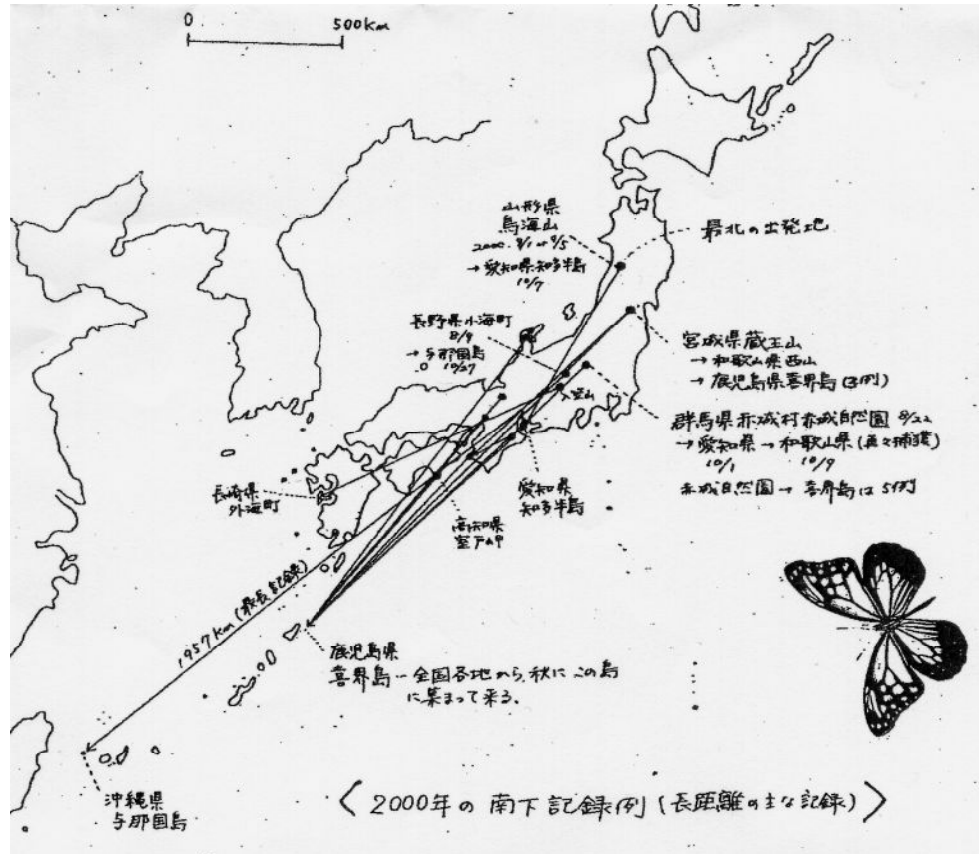 0 500Km
山形県
鳥海山
2000. 9/1 or 9/5
→ 愛知県知多半島
10/7
最北の出発地
長野県小海町
8/9
→ 与那国島
10/27
宮城県蔵王山
→ 和歌山県西山
→ 鹿児島県喜界島(3例)
群馬県赤城村赤城自然園 8/22
→ 愛知県 → 和歌山県(再々捕獲)
10/1 10/9
赤城自然園 → 喜界島は5例
長崎県
外海町
愛知県
知多半島
高知県
室戸岬
1957Km(最長記録)
鹿児島県
喜界島…全国各地から、秋にこの島
に集まって来る。
沖縄県
与那国島
〈2000年の南下記録例(長距離の主な記録)〉